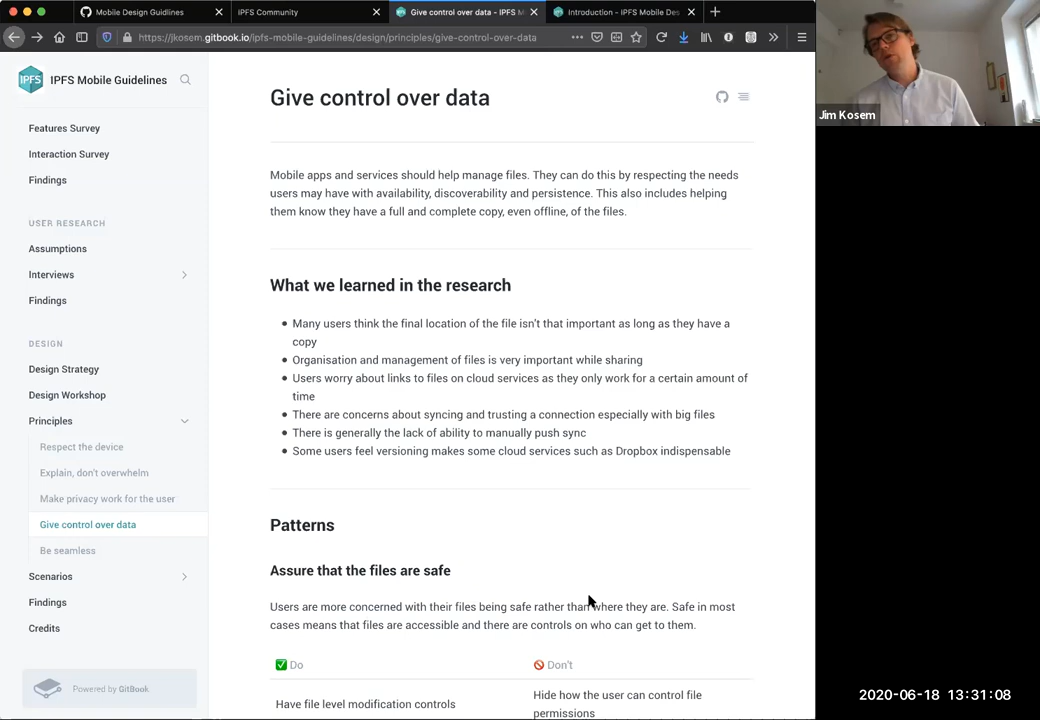 Mobile Design Guidlines
IPFS Community
Give control over data - IPFS M
Introduction - IPFS Mobile Des
https://jkosem.gitbook.io/ipfs-mobile-guidelines/design/principles/give-control-over-data
IPFS
IPFS Mobile Guidelines
Features Survey
Interaction Survey
Findings
USER RESEARCH
Assumptions
Interviews
Findings
DESIGN
Design Strategy
Design Workshop
Principles
Respect the device
Explain, don't overwhelm
Make privacy work for the user
Give control over data
Be seamless
Scenarios
Findings
Credits
Powered by GitBook
Give control over data
Mobile apps and services should help manage files. They can do this by respecting the needs
users may have with availability, discoverability and persistence. This also includes helping
them know they have a full and complete copy, even offline, of the files.
What we learned in the research
Many users think the final location of the file isn't that important as long as they have a
copy
Organisation and management of files is very important while sharing
Users worry about links to files on cloud services as they only work for a certain amount of
time
There are concerns about syncing and trusting a connection especially with big files
There is generally the lack of ability to manually push sync
Some users feel versioning makes some cloud services such as Dropbox indispensable
Patterns
Assure that the files are safe
Users are more concerned with their files being safe rather than where they are. Safe in most
cases means that files are accessible and there are controls on who can get to them.
Do
Don't
Have file level modification controls
Hide how the user can control file
permissions
Jim Kosem
2020-06-18 13:31:08